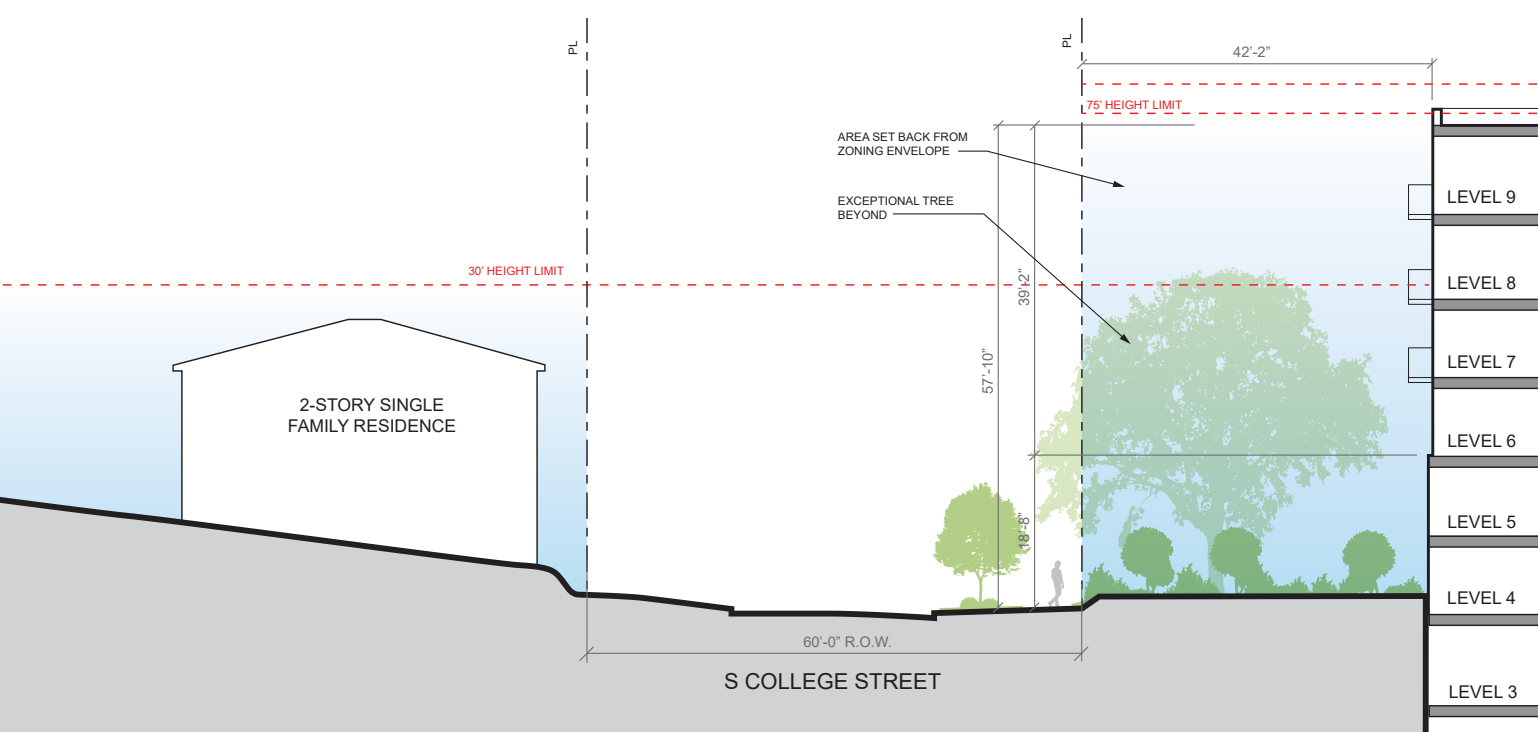 PL
PL
42'-2”
75' HEIGHT LIMIT
AREA SET BACK FROM
ZONING ENVELOPE
EXCEPTIONAL TREE
BEYOND
30' HEIGHT LIMIT
39'-2”
57'-10”
18'-8”
2-STORY SINGLE
FAMILY RESIDENCE
LEVEL 9
LEVEL 8
LEVEL 7
LEVEL 6
LEVEL 5
LEVEL 4
LEVEL 3
60'-0” R.O.W.
S COLLEGE STREET